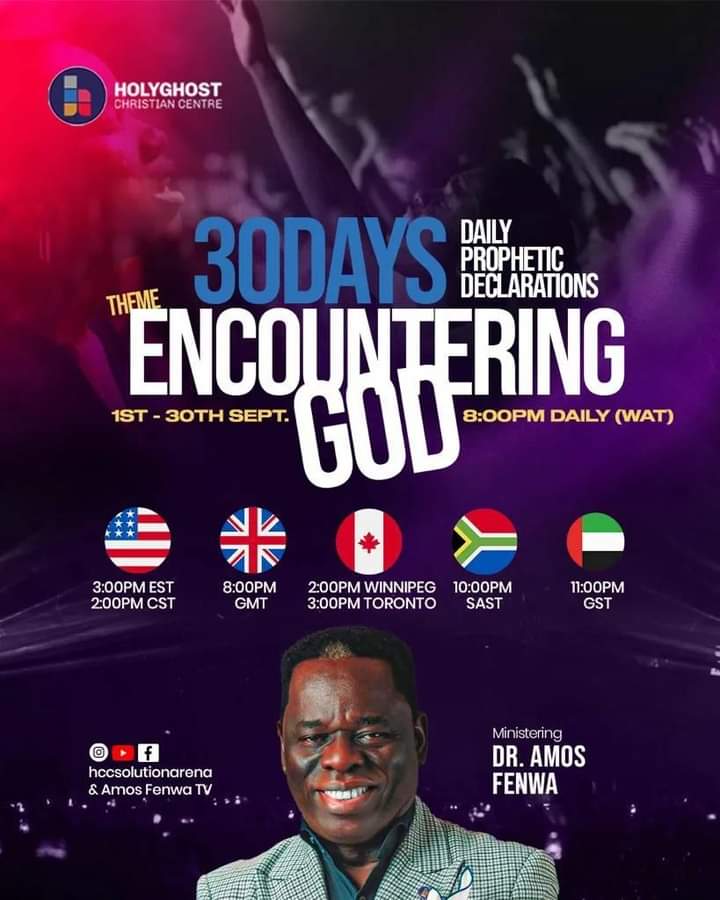 HOLYGHOST
CHRISTIAN CENTRE
30DAYS
DAILY
PROPHETIC
DECLARATIONS
THEME
ENCOUNTERING
GOD
1ST - 30TH SEPT.
8:00PM DAILY (WAT)
3:00PM EST
2:00PM CST
8:00PM
GMT
2:00PM WINNIPEG
3:00PM TORONTO
10:00PM
SAST
11:00PM
GST
hccsolutionarena
& Amos Fenwa TV
Ministering
DR. AMOS
FENWA